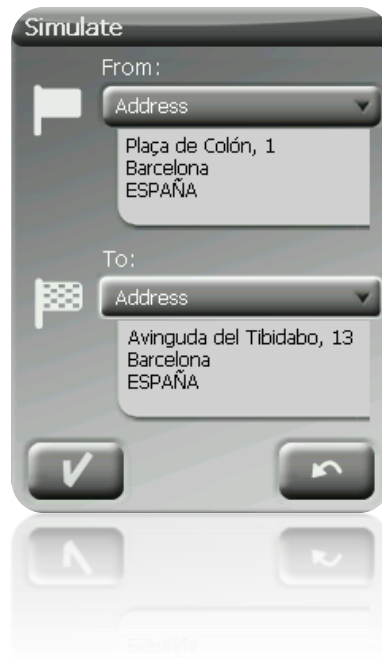 Simulate
From:
Address
Plaça de Colón, 1
Barcelona
ESPAÑA
To:
Address
Avinguda del Tibidabo, 13
Barcelona
ESPAÑA